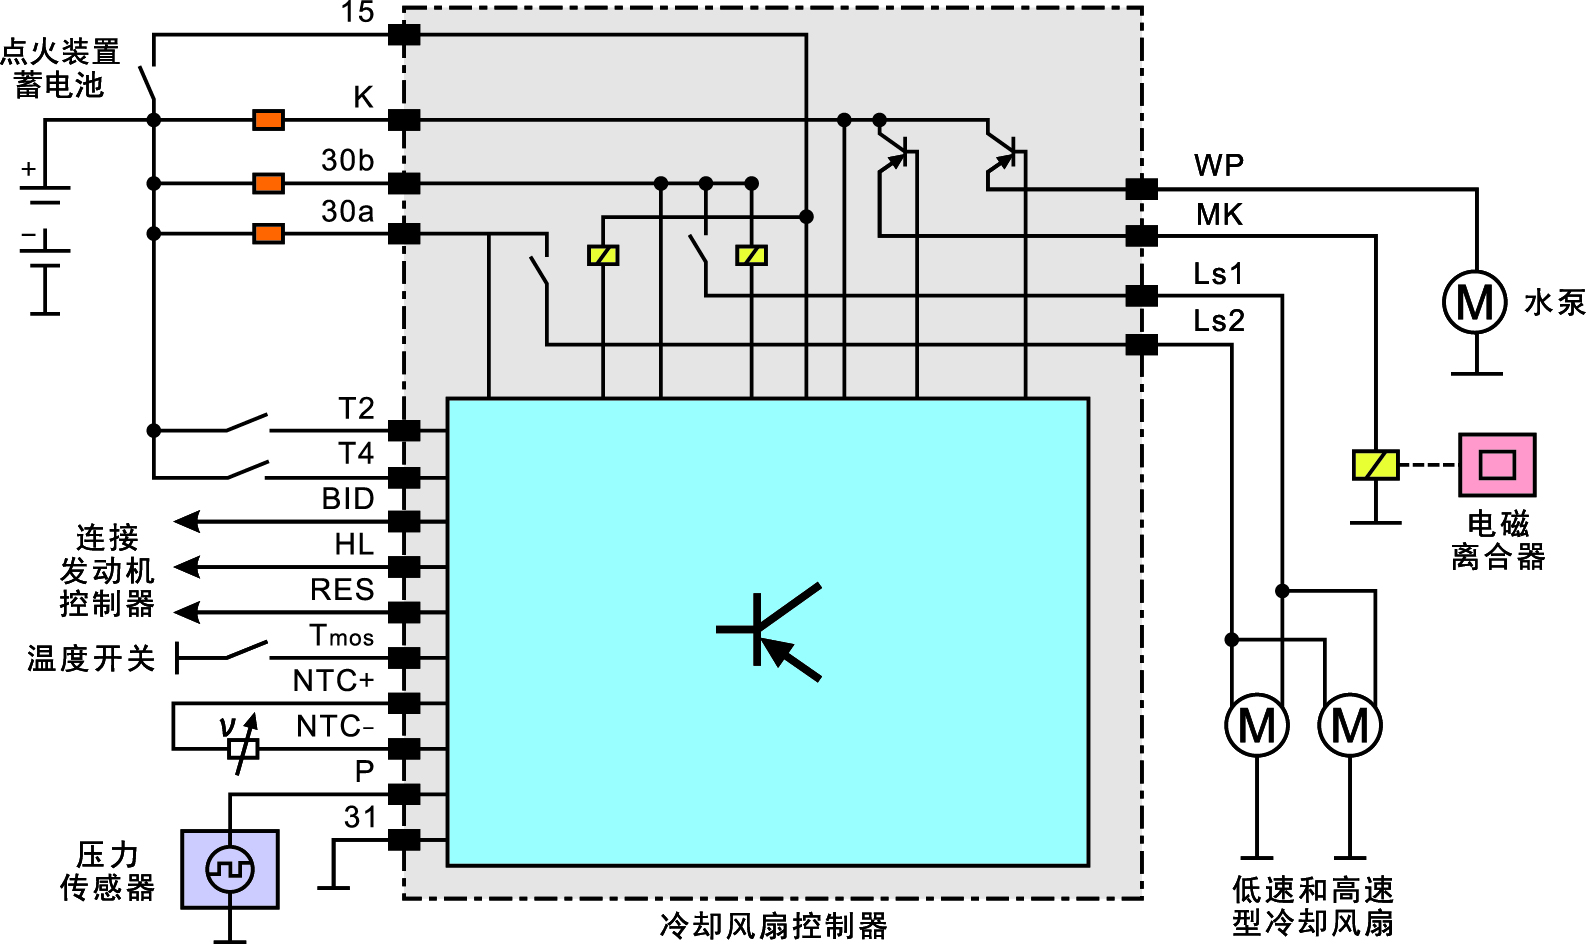 15
点火装置
蓄电池
K
30b
+
30a
−
WP
MK
Ls1
Ls2
M
水泵
T2
T4
BID
连接
发动机
控制器
HL
RES
Tmos
温度开关
NTC+
ν
NTC−
P
31
压力
传感器
电磁
离合器
M
M
低速和高速
型冷却风扇
冷却风扇控制器